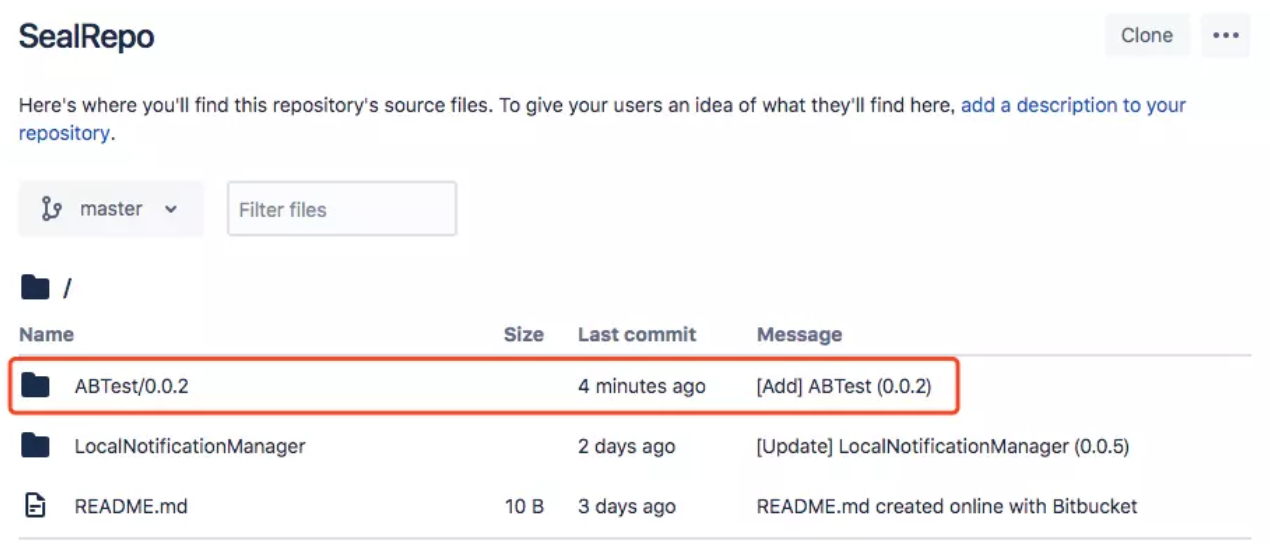 SealRepo
Clone
Here's where you'll find this repository's source files. To give your users an idea of what they'll find here, add a description to your
repository.
master
Filter files
/
Name Size Last commit Message
ABTest/0.0.2 4 minutes ago [Add] ABTest (0.0.2)
LocalNotificationManager 2 days ago [Update] LocalNotificationManager (0.0.5)
README.md 10 B 3 days ago README.md created online with Bitbucket